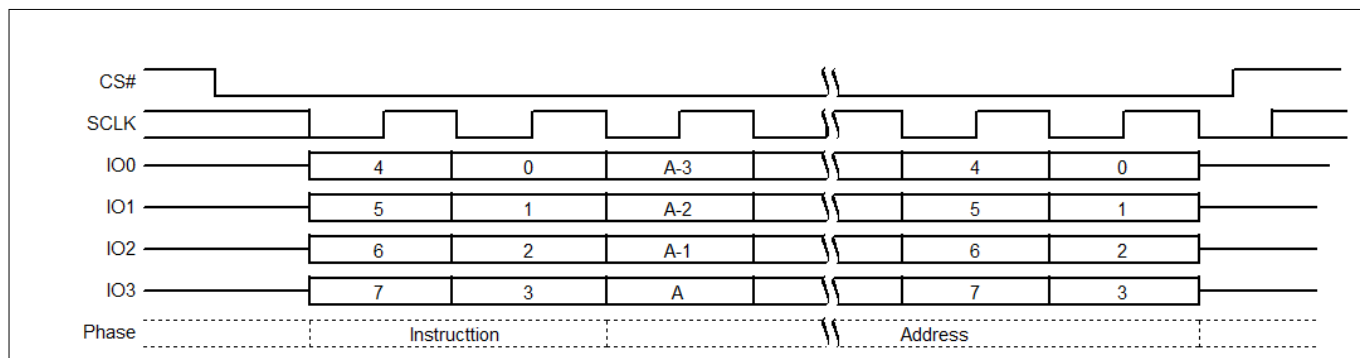 CS#
SCLK
IO0 4 0 A-3 4 0
IO1 5 1 A-2 5 1
IO2 6 2 A-1 6 2
IO3 7 3 A 7 3
Phase Instructtion Address